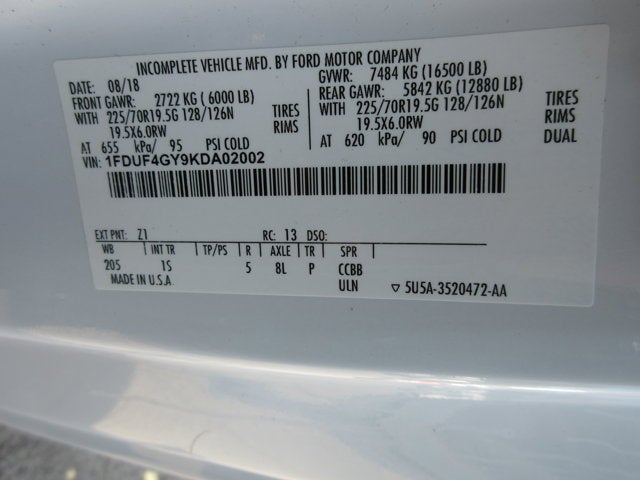 INCOMPLETE VEHICLE MFD. BY FORD MOTOR COMPANY
DATE: 08/18 GVWR: 7484 KG (16500 LB)
FRONT GAWR: 2722 KG ( 6000 LB) REAR GAWR: 5842 KG (12880 LB)
WITH 225/70R19.5G 128/126N TIRES WITH 225/70R19.5G 128/126N TIRES
19.5X6.0RW RIMS 19.5X6.0RW RIMS
AT 655 kPa/ 95 PSI COLD AT 620 kPa/ 90 PSI COLD DUAL
VIN: 1FDUF4GY9KDA02002
EXT PNT: Z1 RC: 13 DSO:
WB INT TR TP/PS R AXLE TR SPR
205 1S 5 8L P CCBB
MADE IN U.S.A. ULN ▽ 5U5A-3520472-AA